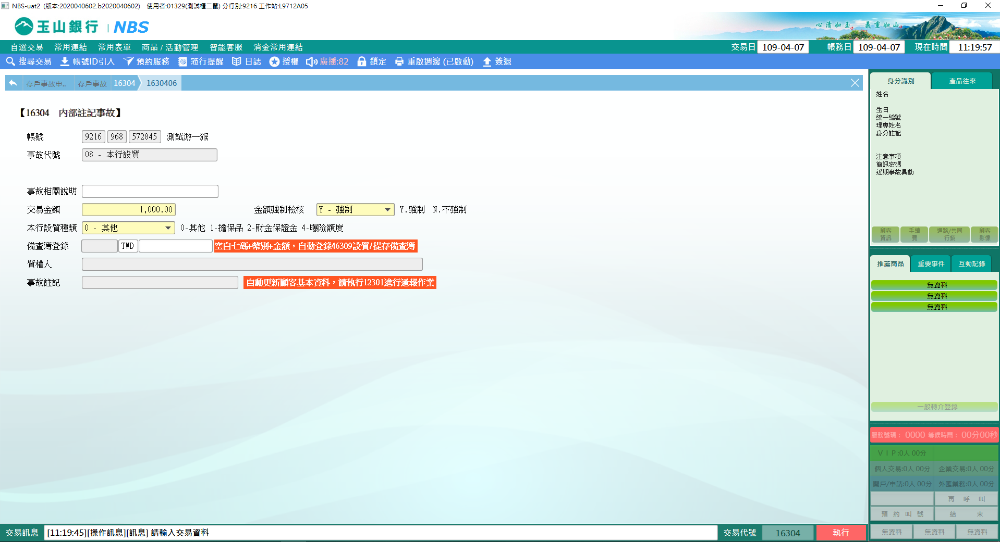 NBS-uat2 (版本:2020040602.b2020040602) 使用者:01329(測試櫃二鼠) 分行別:9216 工作站:L9712A05
玉山銀行 | NBS
心清如玉。義重如山。
自選交易 常用連結 常用表單 商品 / 活動管理 智能客服 消金常用連結 交易日 109-04-07 帳務日 109-04-07 現在時間 11:19:57
搜尋交易 帳號ID引入 預約服務 蒞行提醒 日誌 授權 廣播:82 鎖定 重啟週邊 (已啟動) 簽退
存戶事故申.. 存戶事故 16304 1630406
【16304 內部註記事故】
帳號 9216 968 572845 測試游一猴
事故代號 08 - 本行設質
事故相關說明
交易金額 1,000.00 金額強制檢核 Y - 強制 Y.強制 N.不強制
本行設質種類 0 - 其他 0-其他 1-擔保品 2-財金保證金 4-曝險額度
備查簿登錄 TWD 空白七碼+幣別+金額，自動登錄46309設質/提存備查簿
質權人
事故註記 自動更新顧客基本資料，請執行12301進行通報作業
身分識別 產品往來
姓名
生日
統一編號
理專姓名
身分註記
注意事項
簡訊密碼
近期事故異動
顧客資訊 手續費 通路/共同行銷 顧客影像
推薦商品 重要事件 互動記錄
無資料
無資料
無資料
一般轉介登錄
服務號碼： 0000 等候時間： 00分00秒
ＶＩＰ:0人 00分
個人交易:0人 00分 企業交易:0人 00分
開戶/申請:0人 00分 外匯業務:0人 00分
再 呼 叫
預 約 叫 號 結 束
無資料 無資料 無資料
交易訊息 [11:19:45][操作訊息][訊息] 請輸入交易資料 交易代號 16304 執行